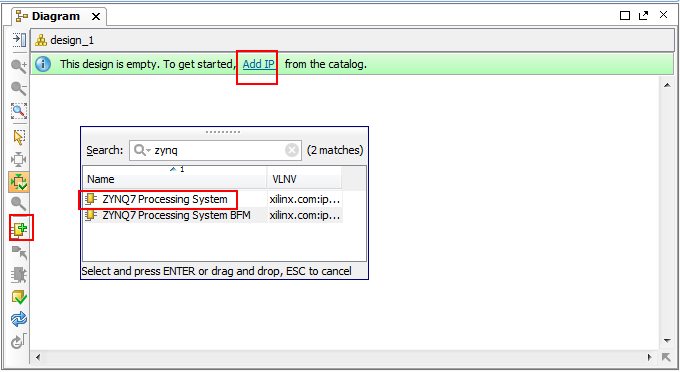 Diagram
design_1
This design is empty. To get started, Add IP from the catalog.
Search: zynq (2 matches)
Name 1 VLNV
ZYNQ7 Processing System xilinx.com:ip...
ZYNQ7 Processing System BFM xilinx.com:ip...
Select and press ENTER or drag and drop, ESC to cancel